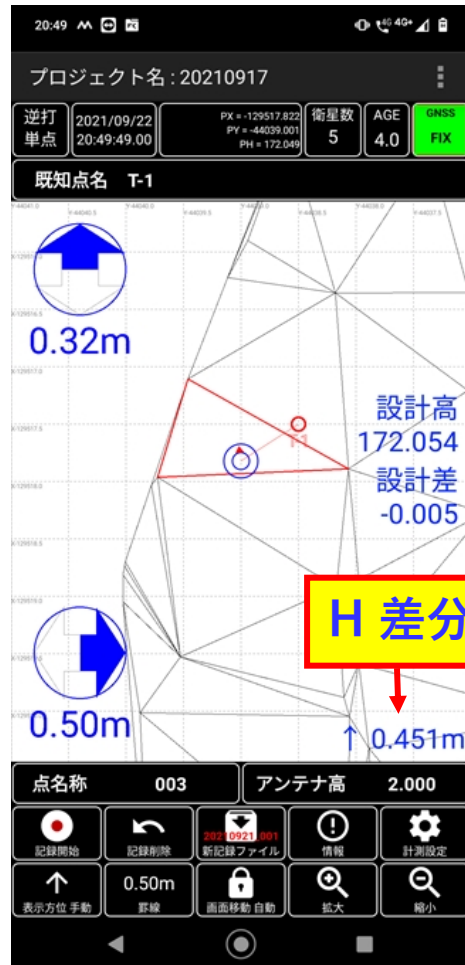 20:49
4G 4G+
プロジェクト名 : 20210917
逆打
単点
2021/09/22
20:49:49.00
PX = -129517.822
PY = -44039.001
PH = 172.049
衛星数
5
AGE
4.0
GNSS
FIX
既知点名 T-1
0.32m
T-1
設計高
172.054
設計差
-0.005
H 差分
0.50m
↑ 0.451m
点名称 003
アンテナ高 2.000
記録開始
記録削除
20210921_001
新記録ファイル
情報
計測設定
表示方位 手動
0.50m
罫線
画面移動 自動
拡大
縮小